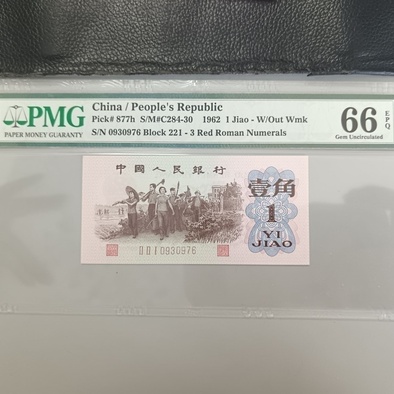 PMG
PAPER MONEY GUARANTY
China / People's Republic
Pick# 877h S/M#C284-30 1962 1 Jiao - W/Out Wmk
S/N 0930976 Block 221 - 3 Red Roman Numerals
66 EPQ
Gem Uncirculated
中國人民銀行
壹角
1
YI
JIAO
II II I 0930976